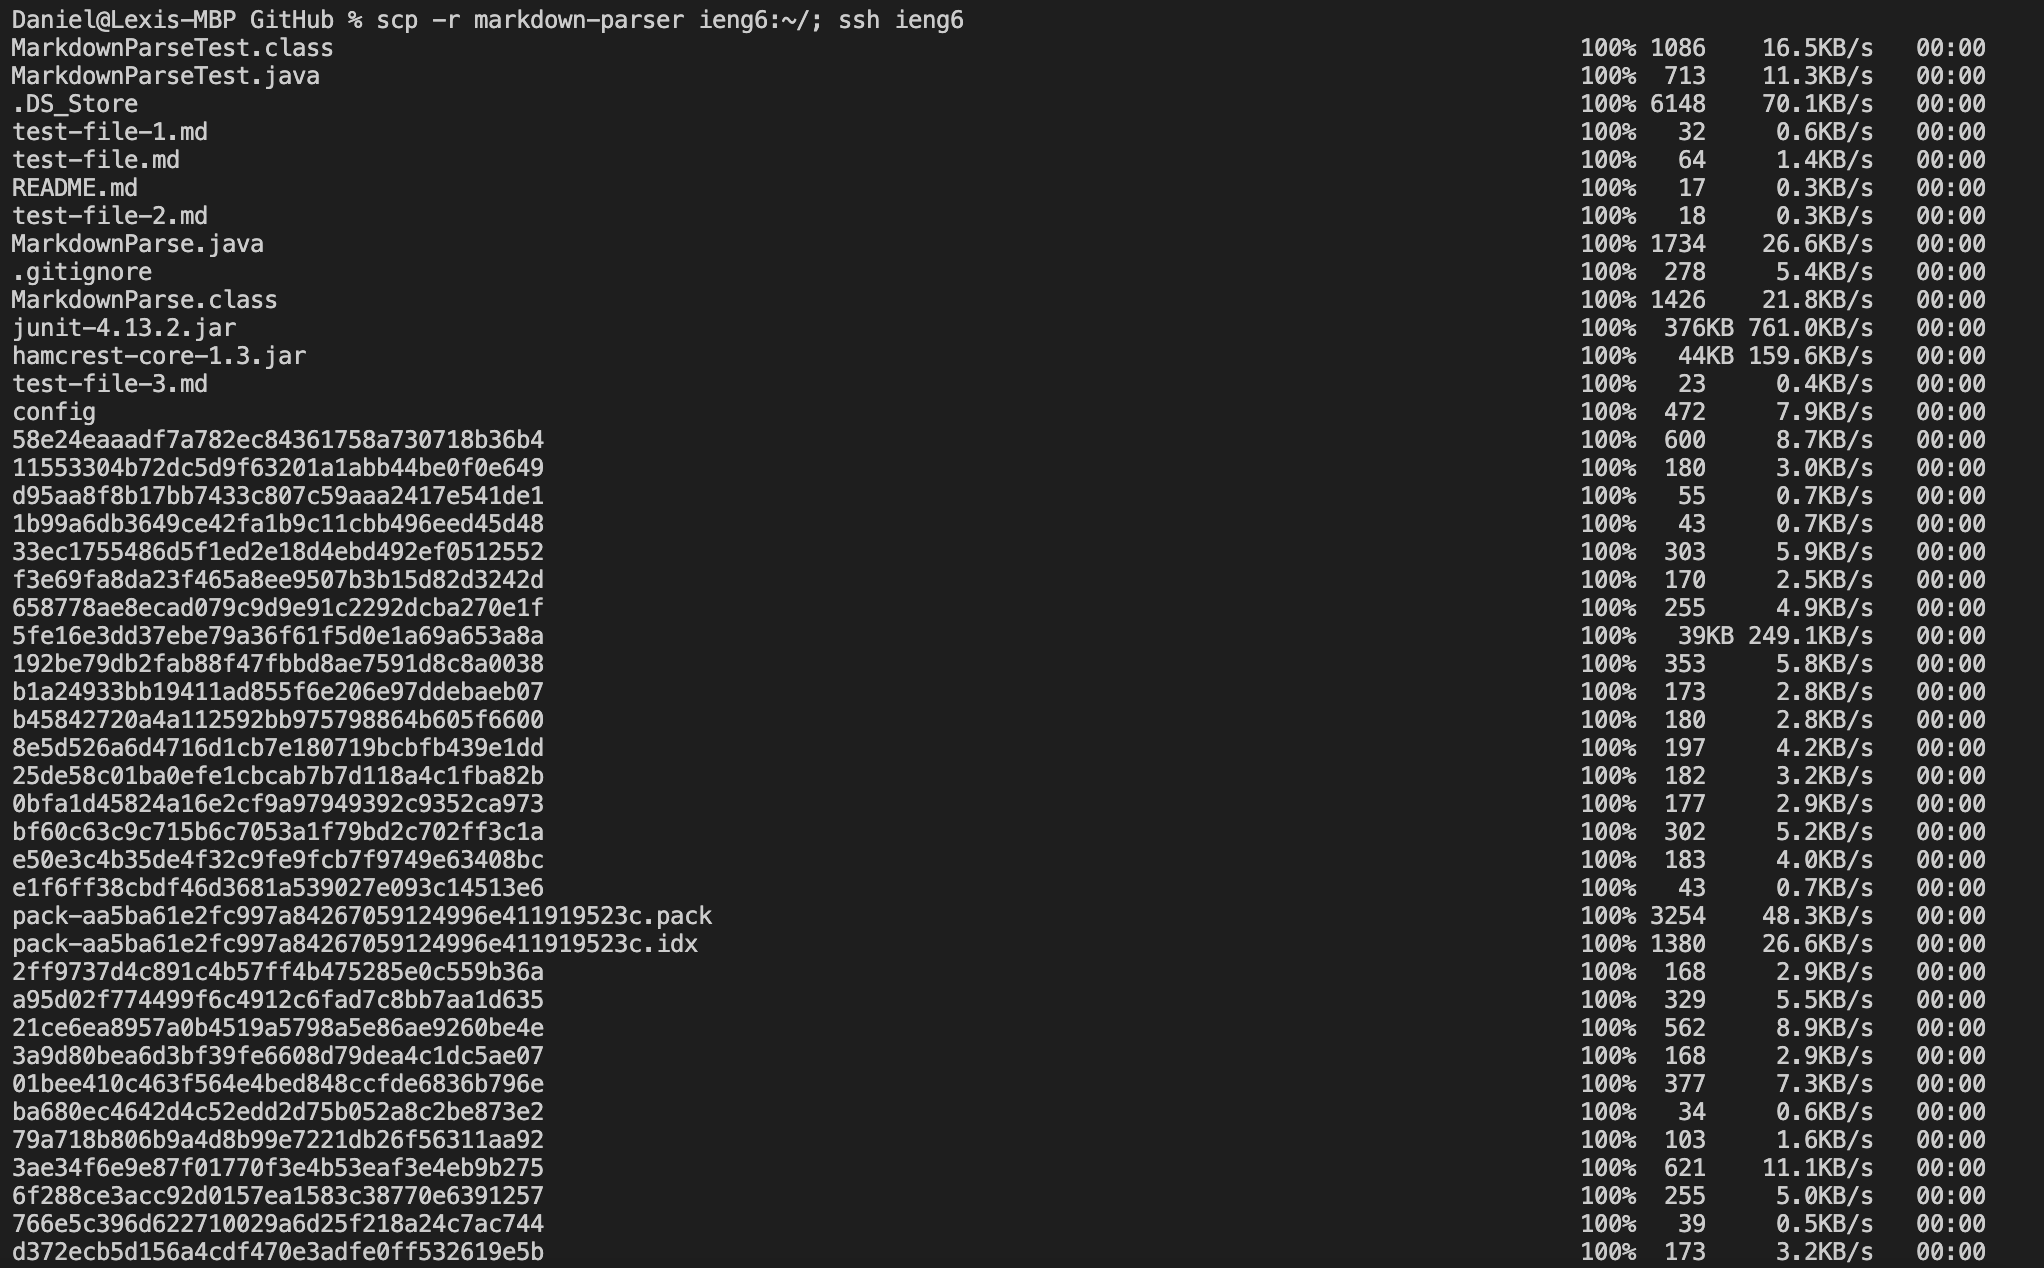 Daniel@Lexis-MBP GitHub % scp -r markdown-parser ieng6:~/; ssh ieng6
MarkdownParseTest.class 100% 1086 16.5KB/s 00:00
MarkdownParseTest.java 100% 713 11.3KB/s 00:00
.DS_Store 100% 6148 70.1KB/s 00:00
test-file-1.md 100% 32 0.6KB/s 00:00
test-file.md 100% 64 1.4KB/s 00:00
README.md 100% 17 0.3KB/s 00:00
test-file-2.md 100% 18 0.3KB/s 00:00
MarkdownParse.java 100% 1734 26.6KB/s 00:00
.gitignore 100% 278 5.4KB/s 00:00
MarkdownParse.class 100% 1426 21.8KB/s 00:00
junit-4.13.2.jar 100% 376KB 761.0KB/s 00:00
hamcrest-core-1.3.jar 100% 44KB 159.6KB/s 00:00
test-file-3.md 100% 23 0.4KB/s 00:00
config 100% 472 7.9KB/s 00:00
58e24eaaadf7a782ec84361758a730718b36b4 100% 600 8.7KB/s 00:00
11553304b72dc5d9f63201a1abb44be0f0e649 100% 180 3.0KB/s 00:00
d95aa8f8b17bb7433c807c59aaa2417e541de1 100% 55 0.7KB/s 00:00
1b99a6db3649ce42fa1b9c11cbb496eed45d48 100% 43 0.7KB/s 00:00
33ec1755486d5f1ed2e18d4ebd492ef0512552 100% 303 5.9KB/s 00:00
f3e69fa8da23f465a8ee9507b3b15d82d3242d 100% 170 2.5KB/s 00:00
658778ae8ecad079c9d9e91c2292dcba270e1f 100% 255 4.9KB/s 00:00
5fe16e3dd37ebe79a36f61f5d0e1a69a653a8a 100% 39KB 249.1KB/s 00:00
192be79db2fab88f47fbbd8ae7591d8c8a0038 100% 353 5.8KB/s 00:00
b1a24933bb19411ad855f6e206e97ddebaeb07 100% 173 2.8KB/s 00:00
b45842720a4a112592bb975798864b605f6600 100% 180 2.8KB/s 00:00
8e5d526a6d4716d1cb7e180719bcbfb439e1dd 100% 197 4.2KB/s 00:00
25de58c01ba0efe1cbcab7b7d118a4c1fba82b 100% 182 3.2KB/s 00:00
0bfa1d45824a16e2cf9a97949392c9352ca973 100% 177 2.9KB/s 00:00
bf60c63c9c715b6c7053a1f79bd2c702ff3c1a 100% 302 5.2KB/s 00:00
e50e3c4b35de4f32c9fe9fcb7f9749e63408bc 100% 183 4.0KB/s 00:00
e1f6ff38cbdf46d3681a539027e093c14513e6 100% 43 0.7KB/s 00:00
pack-aa5ba61e2fc997a84267059124996e411919523c.pack 100% 3254 48.3KB/s 00:00
pack-aa5ba61e2fc997a84267059124996e411919523c.idx 100% 1380 26.6KB/s 00:00
2ff9737d4c891c4b57ff4b475285e0c559b36a 100% 168 2.9KB/s 00:00
a95d02f774499f6c4912c6fad7c8bb7aa1d635 100% 329 5.5KB/s 00:00
21ce6ea8957a0b4519a5798a5e86ae9260be4e 100% 562 8.9KB/s 00:00
3a9d80bea6d3bf39fe6608d79dea4c1dc5ae07 100% 168 2.9KB/s 00:00
01bee410c463f564e4bed848ccfde6836b796e 100% 377 7.3KB/s 00:00
ba680ec4642d4c52edd2d75b052a8c2be873e2 100% 34 0.6KB/s 00:00
79a718b806b9a4d8b99e7221db26f56311aa92 100% 103 1.6KB/s 00:00
3ae34f6e9e87f01770f3e4b53eaf3e4eb9b275 100% 621 11.1KB/s 00:00
6f288ce3acc92d0157ea1583c38770e6391257 100% 255 5.0KB/s 00:00
766e5c396d622710029a6d25f218a24c7ac744 100% 39 0.5KB/s 00:00
d372ecb5d156a4cdf470e3adfe0ff532619e5b 100% 173 3.2KB/s 00:00